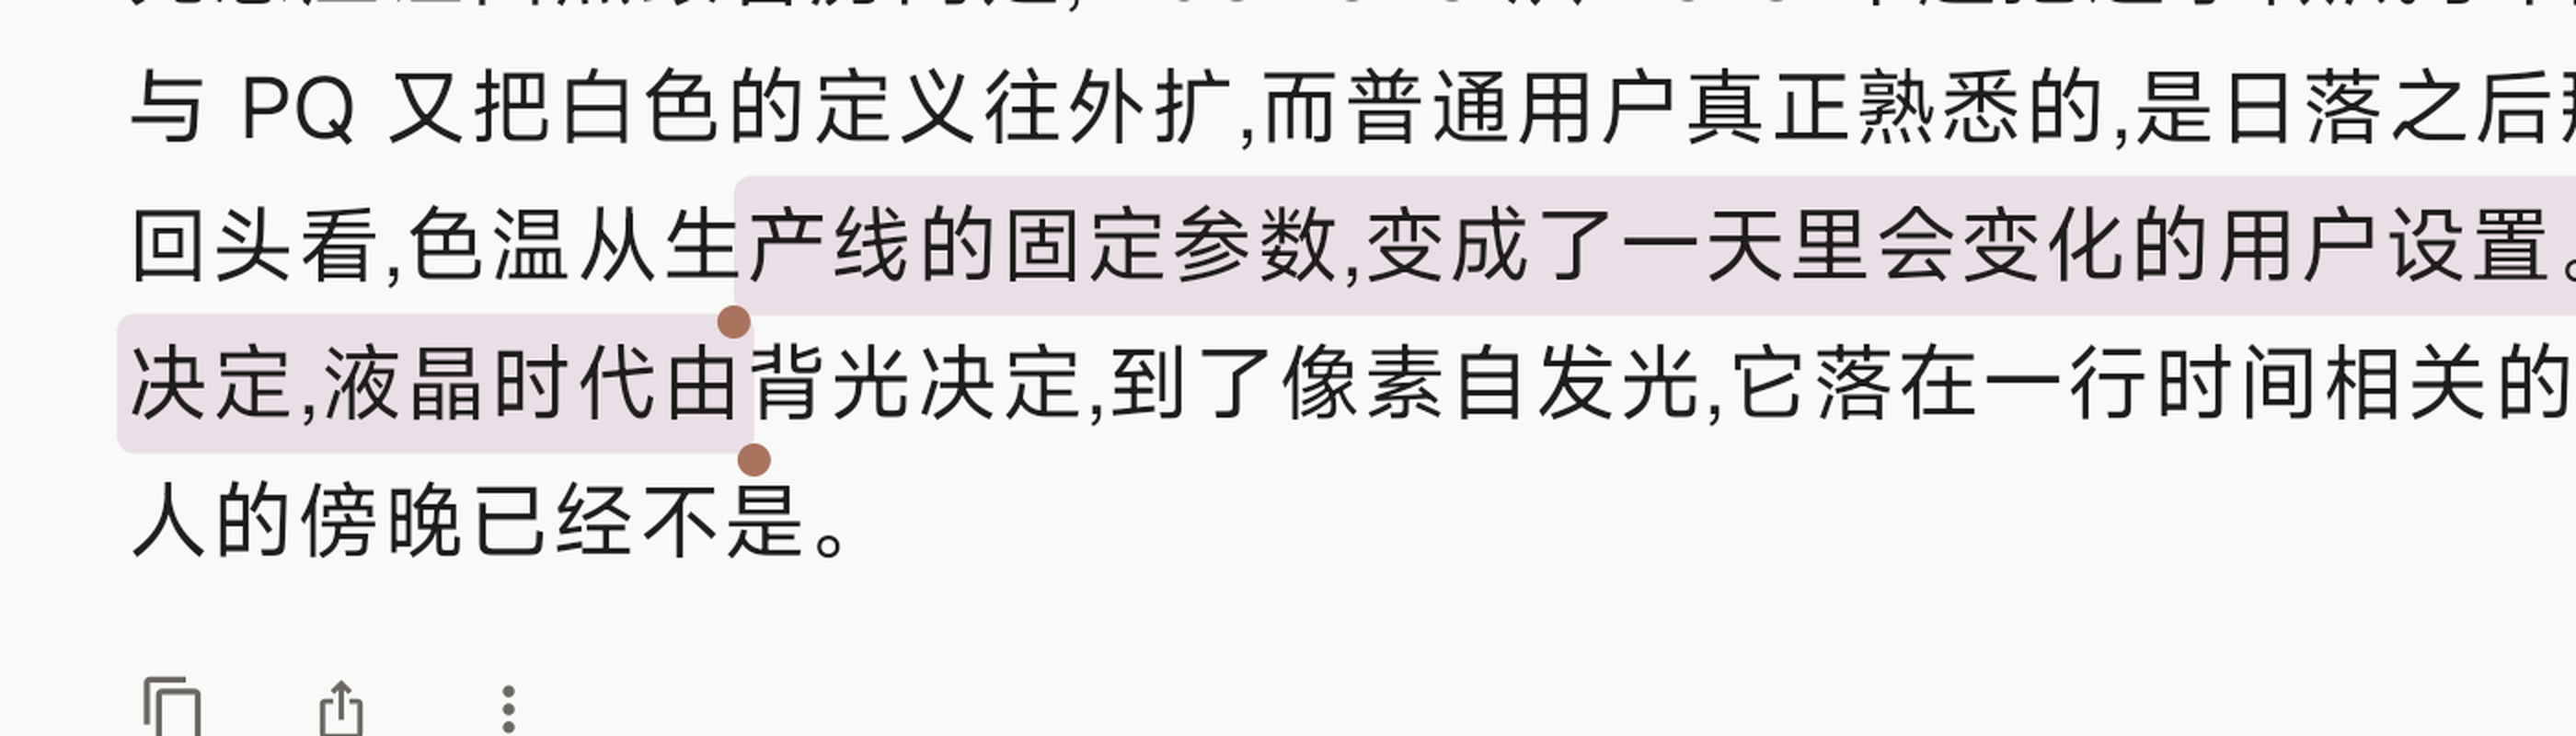 与 PQ 又把白色的定义往外扩,而普通用户真正熟悉的,是日落之后
回头看,色温从生产线的固定参数,变成了一天里会变化的用户设置。
决定,液晶时代由背光决定,到了像素自发光,它落在一行时间相关的
人的傍晚已经不是。